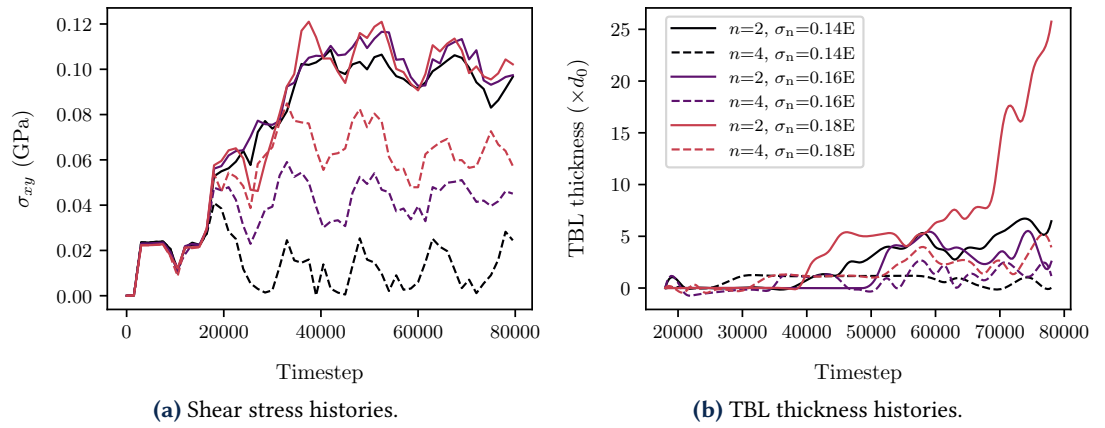 0.12
0.10
0.08
0.06
0.04
0.02
0.00
σxy (GPa)
0 20000 40000 60000 80000
Timestep
(a) Shear stress histories.
25
20
15
10
5
0
TBL thickness (×d0)
n=2, σn=0.14E
n=4, σn=0.14E
n=2, σn=0.16E
n=4, σn=0.16E
n=2, σn=0.18E
n=4, σn=0.18E
20000 30000 40000 50000 60000 70000 80000
Timestep
(b) TBL thickness histories.